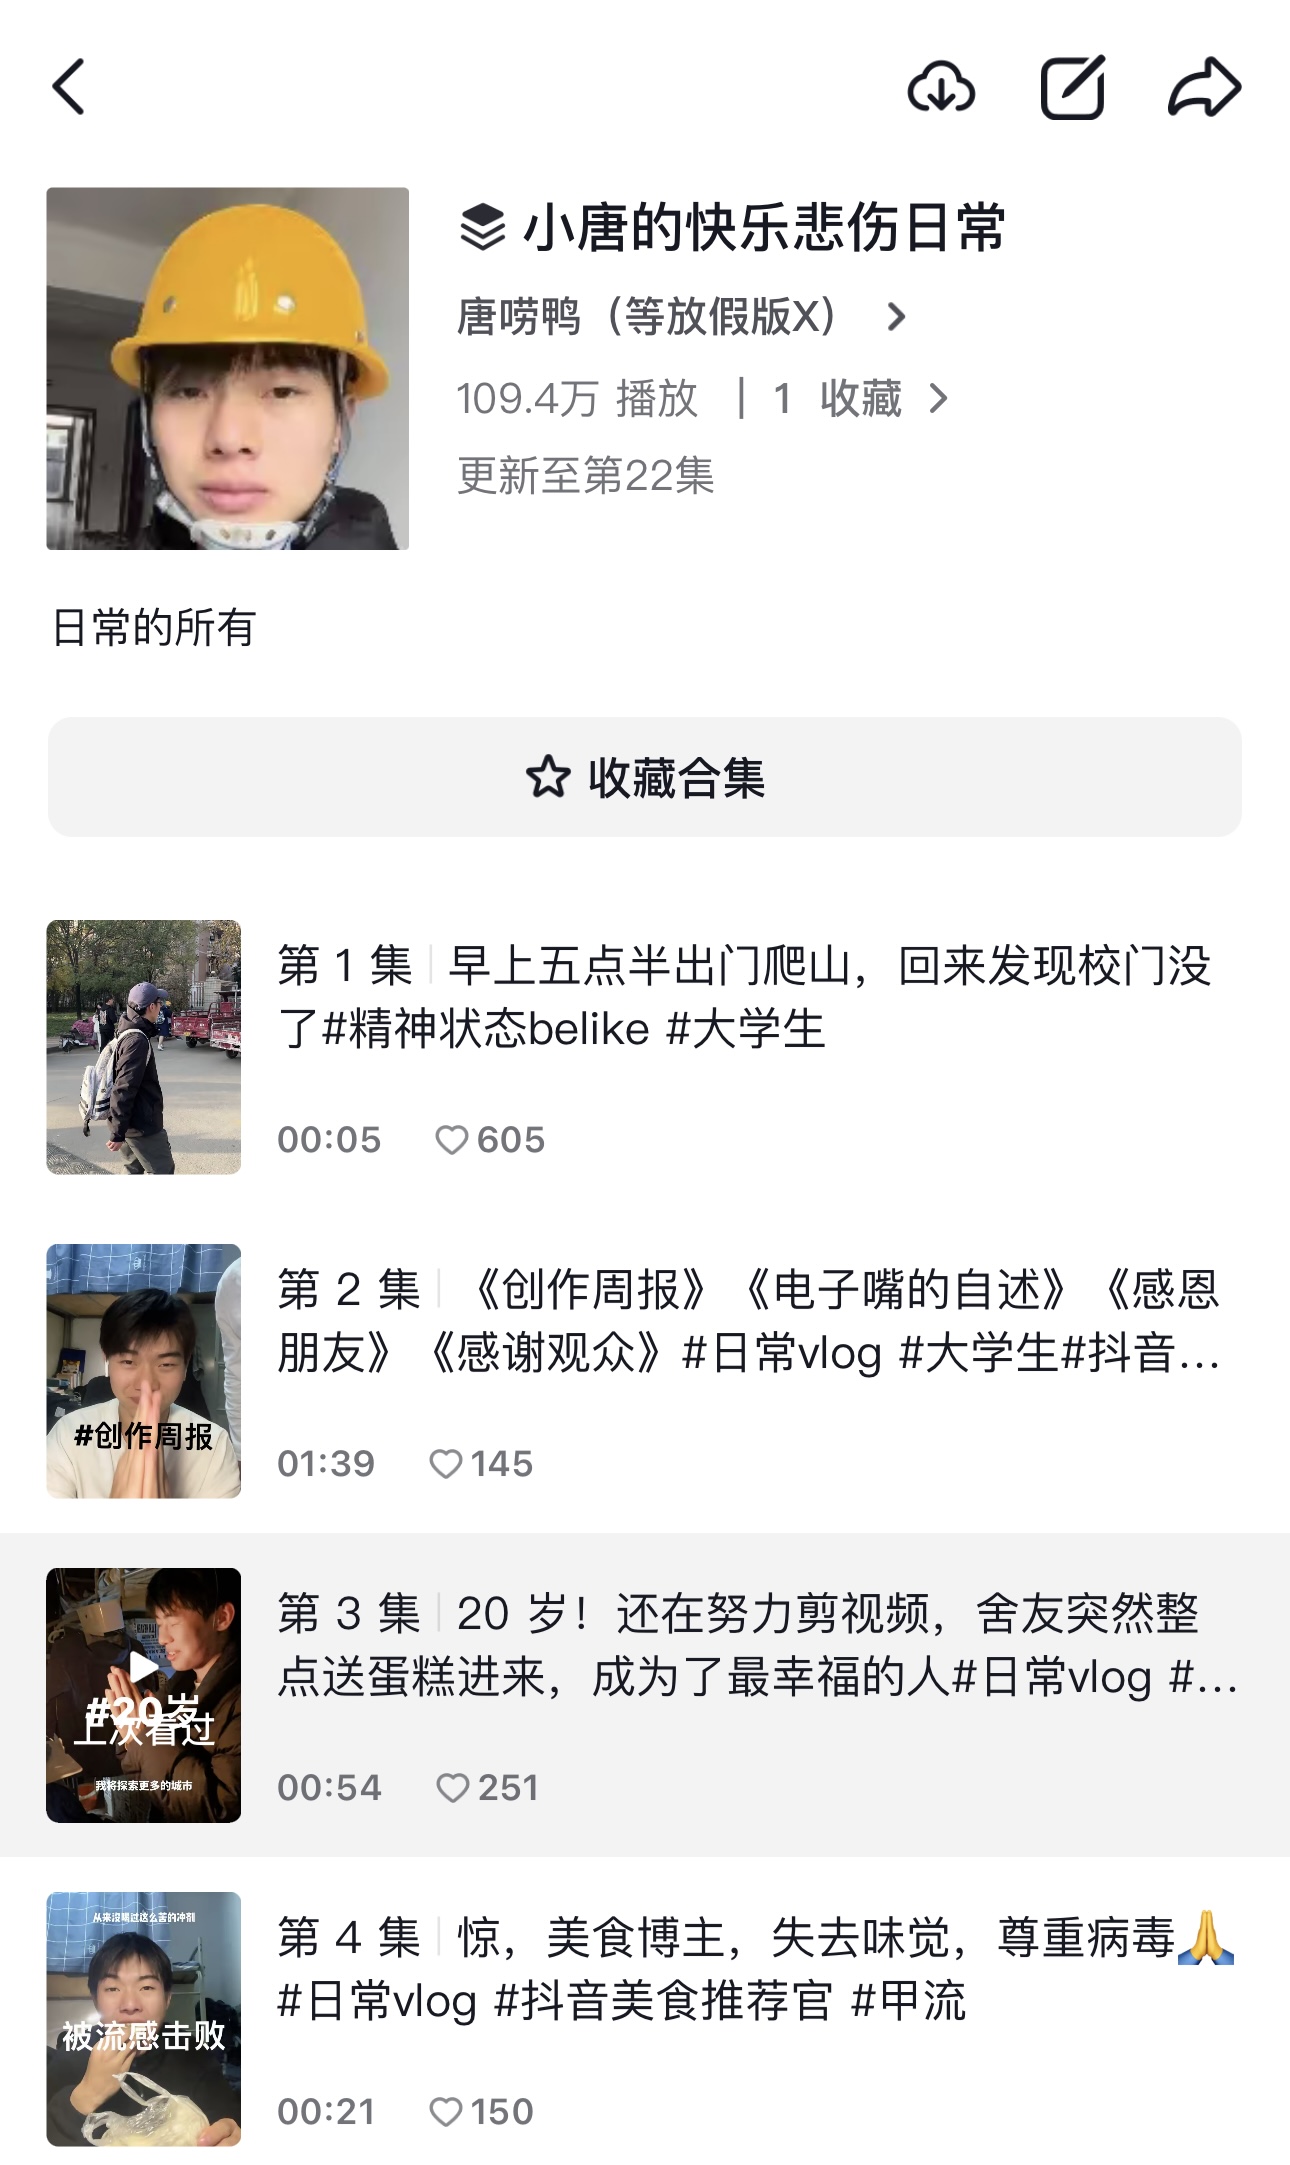 小唐的快乐悲伤日常
唐唠鸭（等放假版X）
109.4万 播放 | 1 收藏
更新至第22集
日常的所有
收藏合集
第 1 集 | 早上五点半出门爬山，回来发现校门没
了#精神状态belike #大学生
00:05 605
#创作周报
第 2 集 | 《创作周报》《电子嘴的自述》《感恩
朋友》《感谢观众》#日常vlog #大学生#抖音...
01:39 145
#20岁
上次看过
我将探索更多的城市
第 3 集 | 20 岁！还在努力剪视频，舍友突然整
点送蛋糕进来，成为了最幸福的人#日常vlog #...
00:54 251
从来没喝过这么苦的冲剂
被流感击败
第 4 集 | 惊，美食博主，失去味觉，尊重病毒🙏
#日常vlog #抖音美食推荐官 #甲流
00:21 150